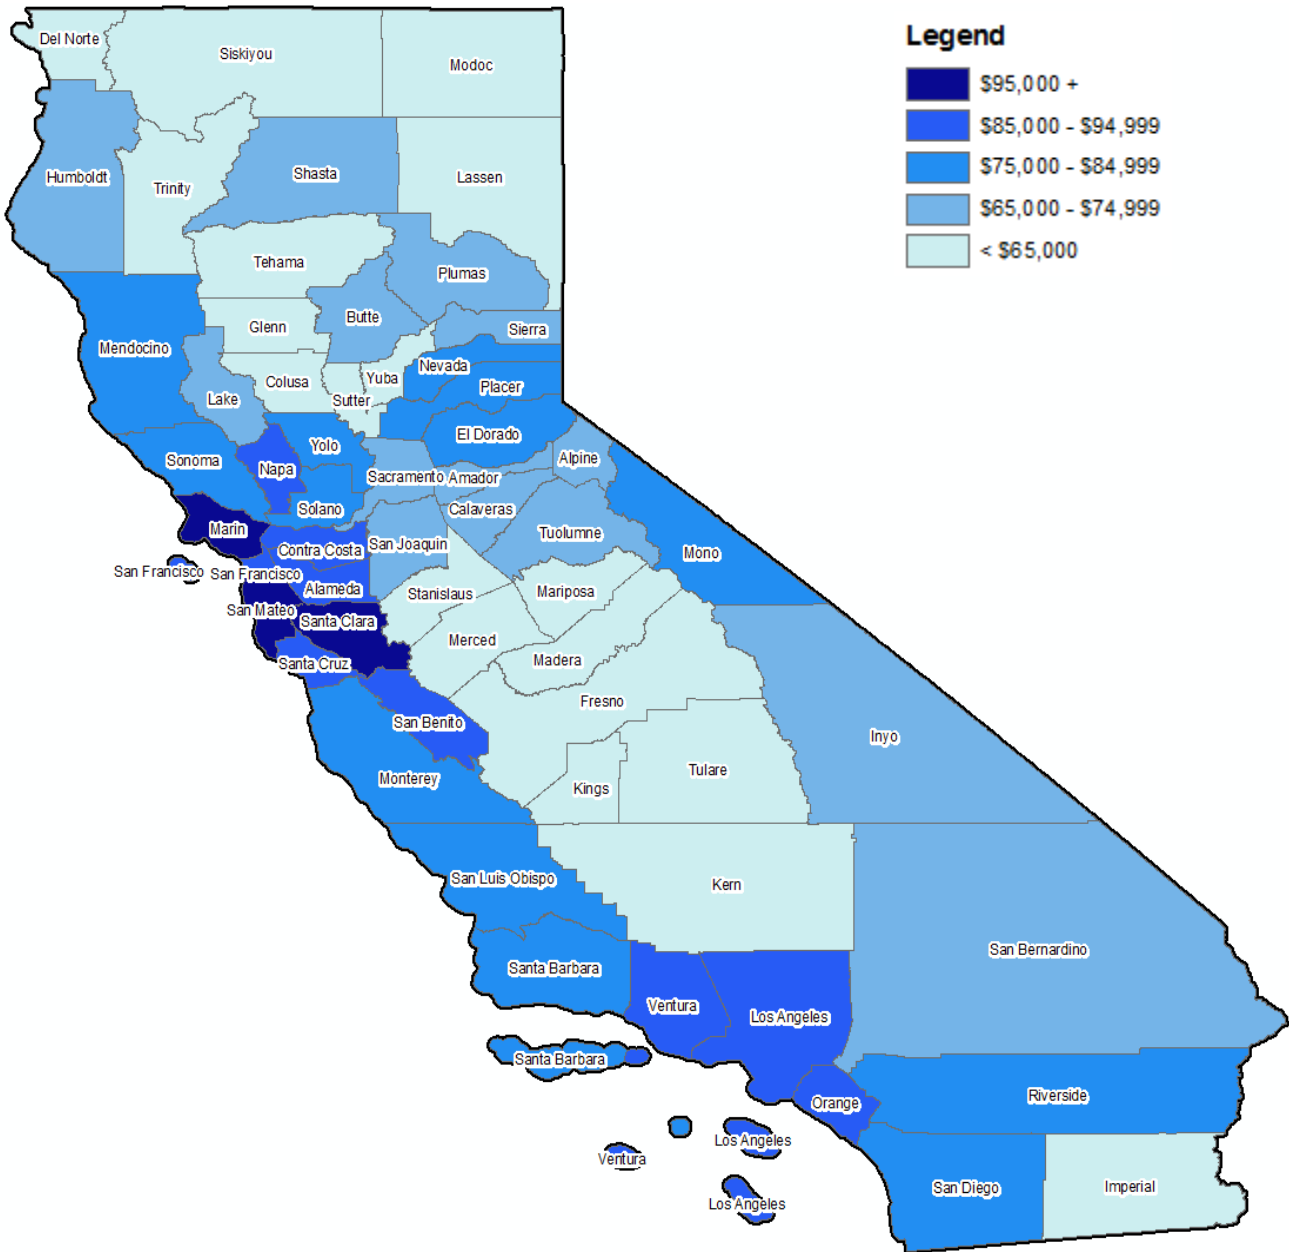 Legend
$95,000 +
$85,000 - $94,999
$75,000 - $84,999
$65,000 - $74,999
< $65,000
Del Norte
Siskiyou
Modoc
Humboldt
Trinity
Shasta
Lassen
Tehama
Plumas
Glenn
Butte
Sierra
Mendocino
Colusa
Yuba
Nevada
Lake
Sutter
Placer
Sonoma
Napa
Yolo
El Dorado
Sacramento
Amador
Alpine
Solano
Calaveras
Marin
Contra Costa
San Joaquin
Tuolumne
Mono
San Francisco
San Francisco
Alameda
Stanislaus
Mariposa
San Mateo
Santa Clara
Merced
Santa Cruz
Madera
Fresno
San Benito
Inyo
Monterey
Kings
Tulare
San Luis Obispo
Kern
Santa Barbara
San Bernardino
Ventura
Los Angeles
Santa Barbara
Orange
Riverside
Los Angeles
Ventura
San Diego
Imperial
Los Angeles